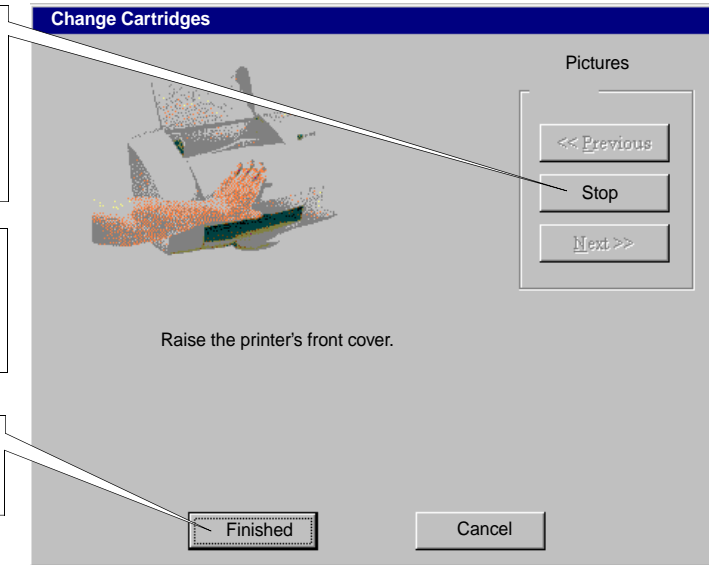 Change Cartridges
Pictures
<< Previous
Stop
Next >>
Raise the printer's front cover.
Finished
Cancel